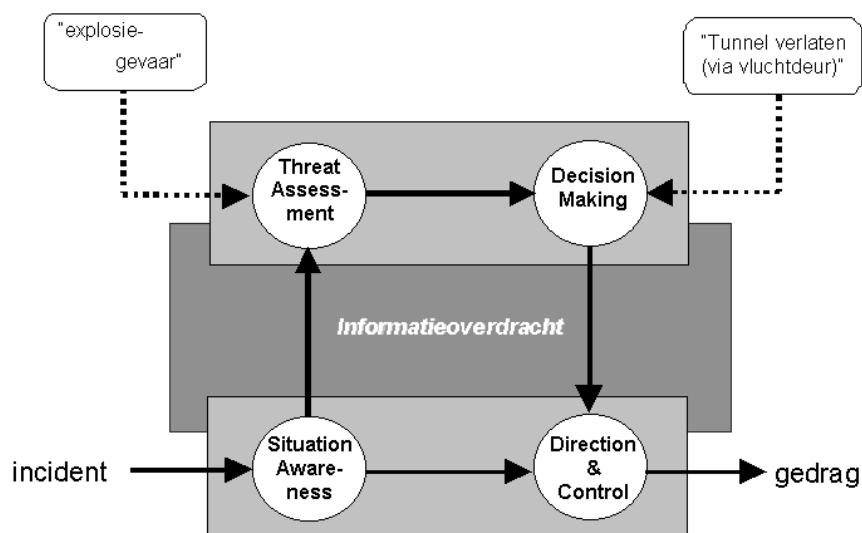 "explosie-
gevaar"
"Tunnel verlaten
(via vluchtdeur)"
Threat
Assess-
ment
Decision
Making
Informatieoverdracht
incident
Situation
Aware-
ness
Direction
&
Control
gedrag